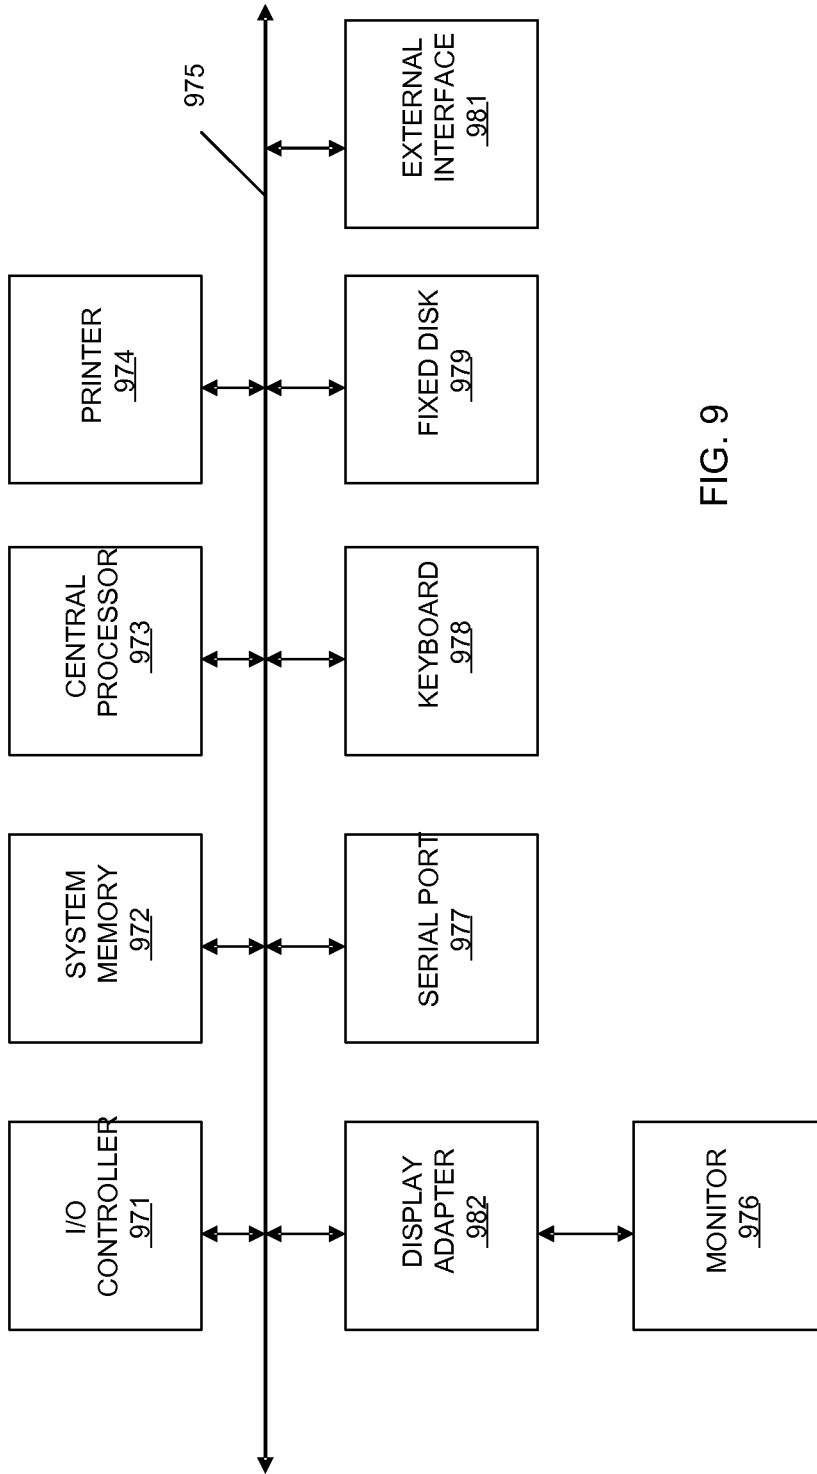 I/O
CONTROLLER
971
SYSTEM
MEMORY
972
CENTRAL
PROCESSOR
973
PRINTER
974
975
DISPLAY
ADAPTER
982
SERIAL PORT
977
KEYBOARD
978
FIXED DISK
979
EXTERNAL
INTERFACE
981
MONITOR
976
FIG. 9